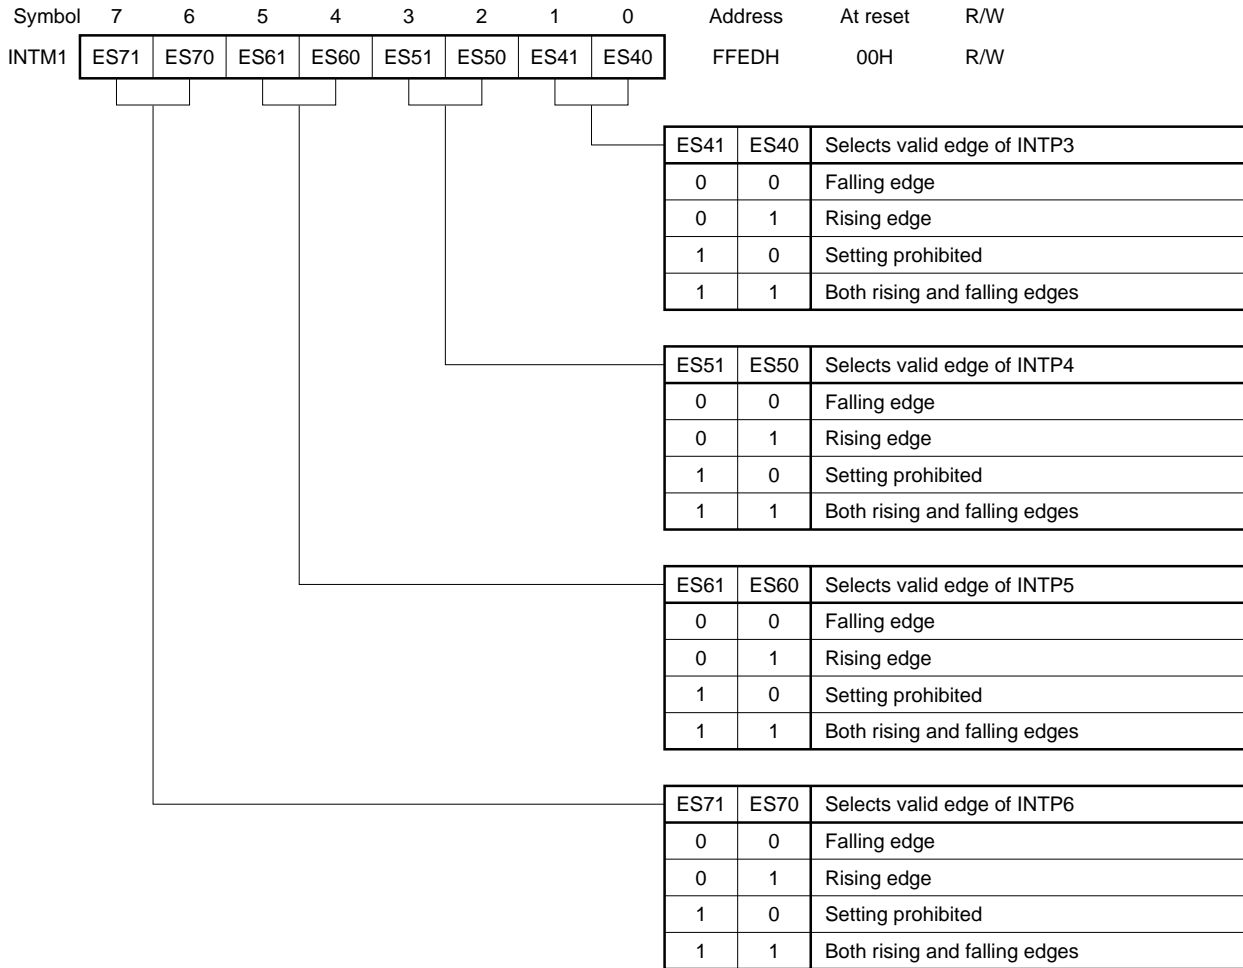 Symbol 7 6 5 4 3 2 1 0 Address At reset R/W
INTM1 ES71 ES70 ES61 ES60 ES51 ES50 ES41 ES40 FFEDH 00H R/W
ES41 ES40 Selects valid edge of INTP3
0 0 Falling edge
0 1 Rising edge
1 0 Setting prohibited
1 1 Both rising and falling edges
ES51 ES50 Selects valid edge of INTP4
0 0 Falling edge
0 1 Rising edge
1 0 Setting prohibited
1 1 Both rising and falling edges
ES61 ES60 Selects valid edge of INTP5
0 0 Falling edge
0 1 Rising edge
1 0 Setting prohibited
1 1 Both rising and falling edges
ES71 ES70 Selects valid edge of INTP6
0 0 Falling edge
0 1 Rising edge
1 0 Setting prohibited
1 1 Both rising and falling edges